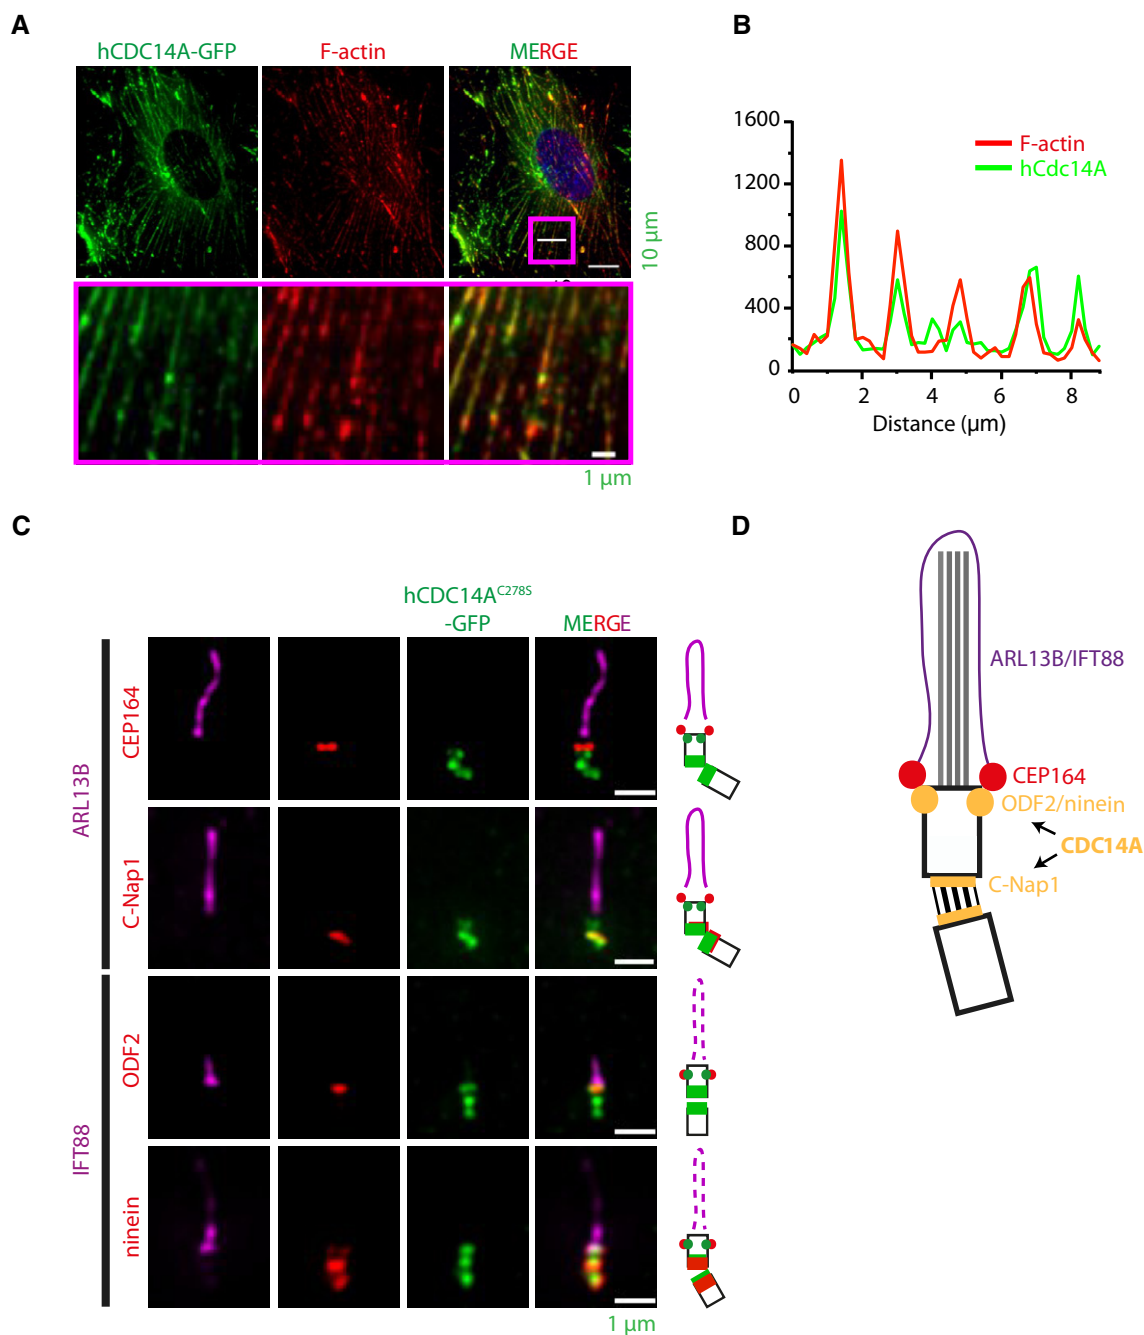 A
hCDC14A-GFP
F-actin
MERGE
10 µm
1 µm
B
1600
1200
800
400
0
F-actin
hCdc14A
0
2
4
6
8
Distance (µm)
C
hCDC14A^C278S
-GFP
MERGE
ARL13B
CEP164
C-Nap1
IFT88
ODF2
ninein
1 µm
D
ARL13B/IFT88
CEP164
ODF2/ninein
CDC14A
C-Nap1